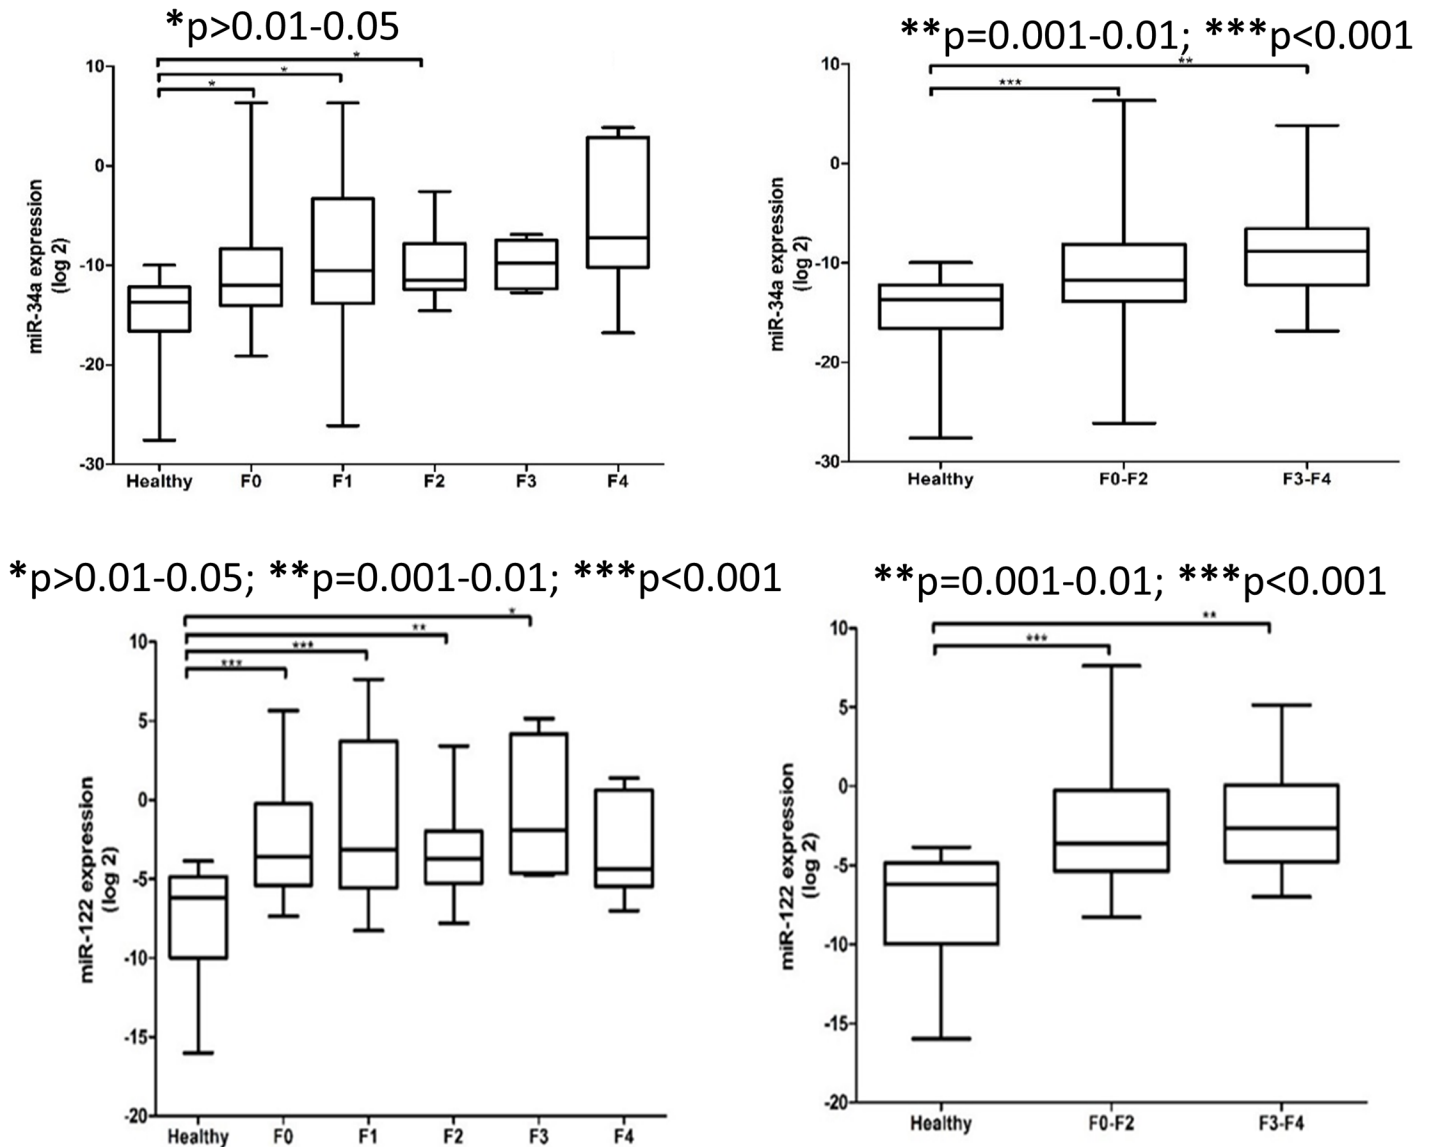 *p>0.01-0.05
*
*
*
10
0
-10
-20
-30
miR-34a expression
(log 2)
Healthy F0 F1 F2 F3 F4
**p=0.001-0.01; ***p<0.001
**
***
10
0
-10
-20
-30
miR-34a expression
(log 2)
Healthy F0-F2 F3-F4
*p>0.01-0.05; **p=0.001-0.01; ***p<0.001
*
**
***
***
10
5
0
-5
-10
-15
-20
miR-122 expression
(log 2)
Healthy F0 F1 F2 F3 F4
**p=0.001-0.01; ***p<0.001
**
***
10
5
0
-5
-10
-15
-20
miR-122 expression
(log 2)
Healthy F0-F2 F3-F4